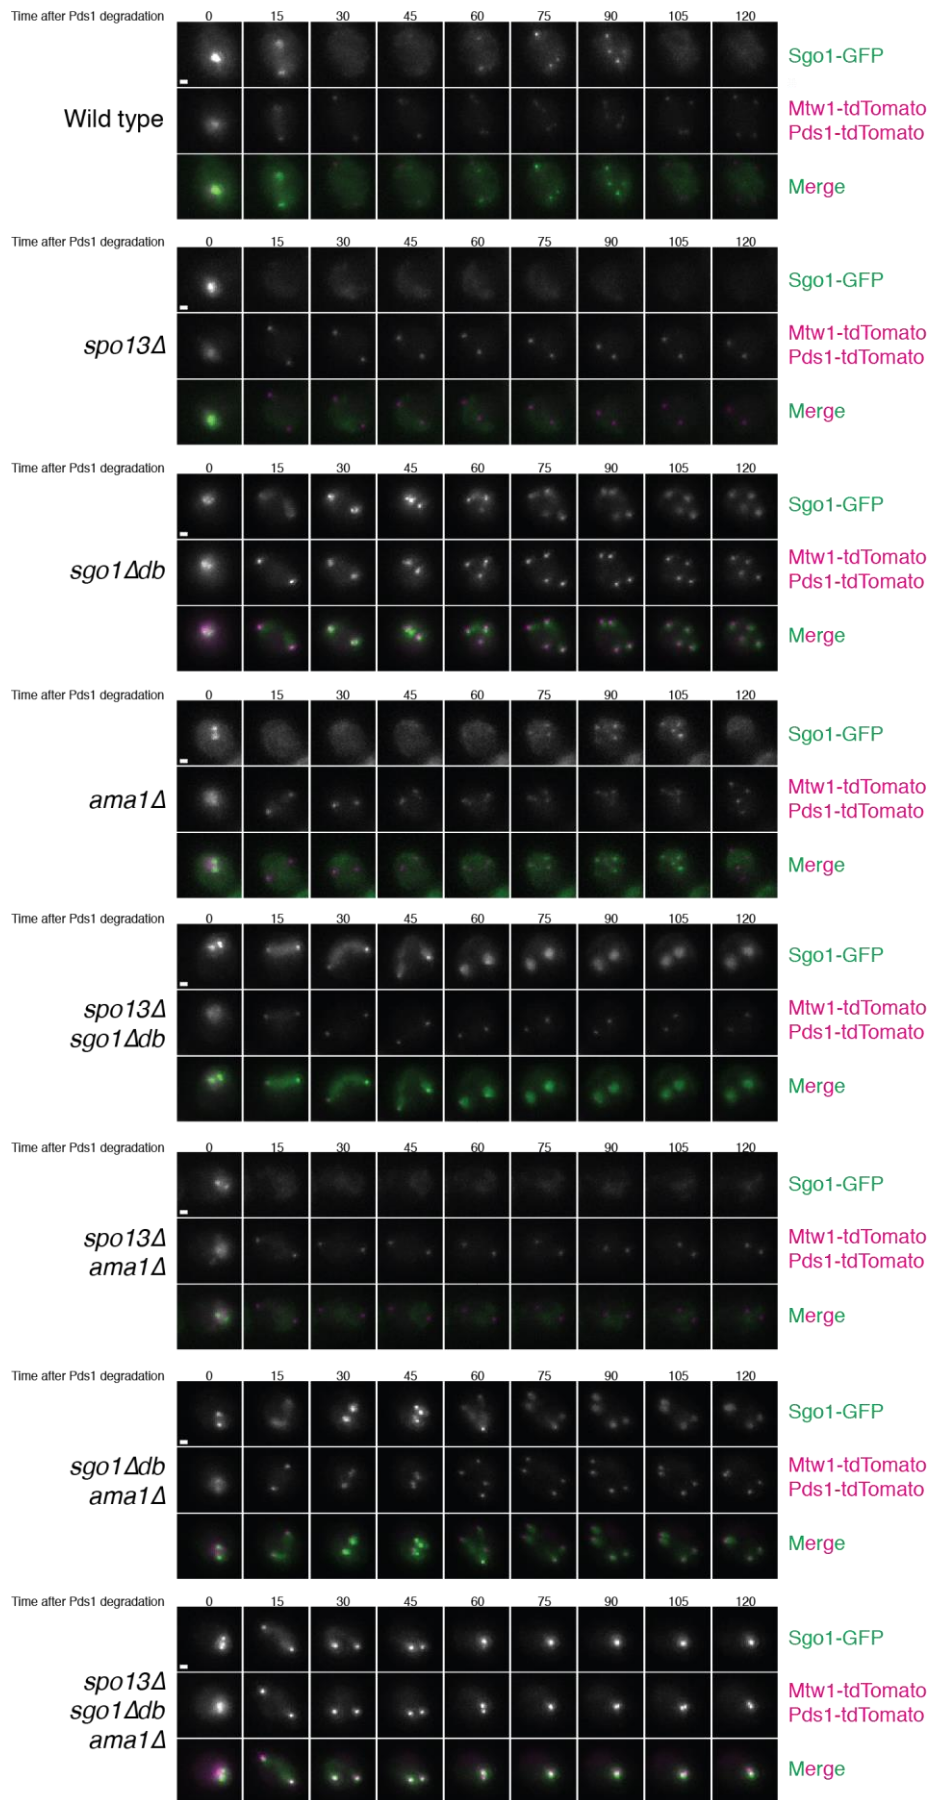 Time after Pds1 degradation 0 15 30 45 60 75 90 105 120
Sgo1-GFP
Wild type
Mtw1-tdTomato
Pds1-tdTomato
Merge
Time after Pds1 degradation 0 15 30 45 60 75 90 105 120
Sgo1-GFP
spo13Δ
Mtw1-tdTomato
Pds1-tdTomato
Merge
Time after Pds1 degradation 0 15 30 45 60 75 90 105 120
Sgo1-GFP
sgo1Δdb
Mtw1-tdTomato
Pds1-tdTomato
Merge
Time after Pds1 degradation 0 15 30 45 60 75 90 105 120
Sgo1-GFP
ama1Δ
Mtw1-tdTomato
Pds1-tdTomato
Merge
Time after Pds1 degradation 0 15 30 45 60 75 90 105 120
Sgo1-GFP
spo13Δ
sgo1Δdb
Mtw1-tdTomato
Pds1-tdTomato
Merge
Time after Pds1 degradation 0 15 30 45 60 75 90 105 120
Sgo1-GFP
spo13Δ
ama1Δ
Mtw1-tdTomato
Pds1-tdTomato
Merge
Time after Pds1 degradation 0 15 30 45 60 75 90 105 120
Sgo1-GFP
sgo1Δdb
ama1Δ
Mtw1-tdTomato
Pds1-tdTomato
Merge
Time after Pds1 degradation 0 15 30 45 60 75 90 105 120
Sgo1-GFP
spo13Δ
sgo1Δdb
ama1Δ
Mtw1-tdTomato
Pds1-tdTomato
Merge